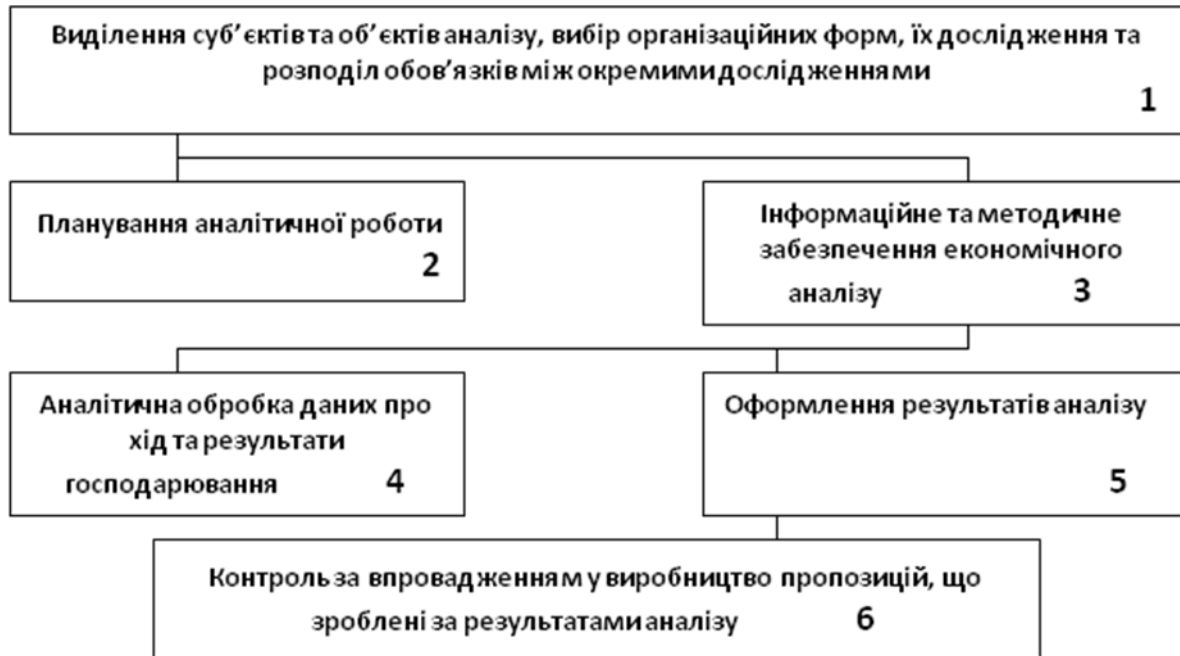 Виділення суб’єктів та об’єктів аналізу, вибір організаційних форм, їх дослідження та
розподіл обов’язків між окремими дослідженнями
1
Планування аналітичної роботи
2
Інформаційне та методичне
забезпечення економічного
аналізу 3
Аналітична обробка даних про
хід та результати
господарювання 4
Оформлення результатів аналізу
5
Контроль за впровадженням у виробництво пропозицій, що
зроблені за результатами аналізу 6